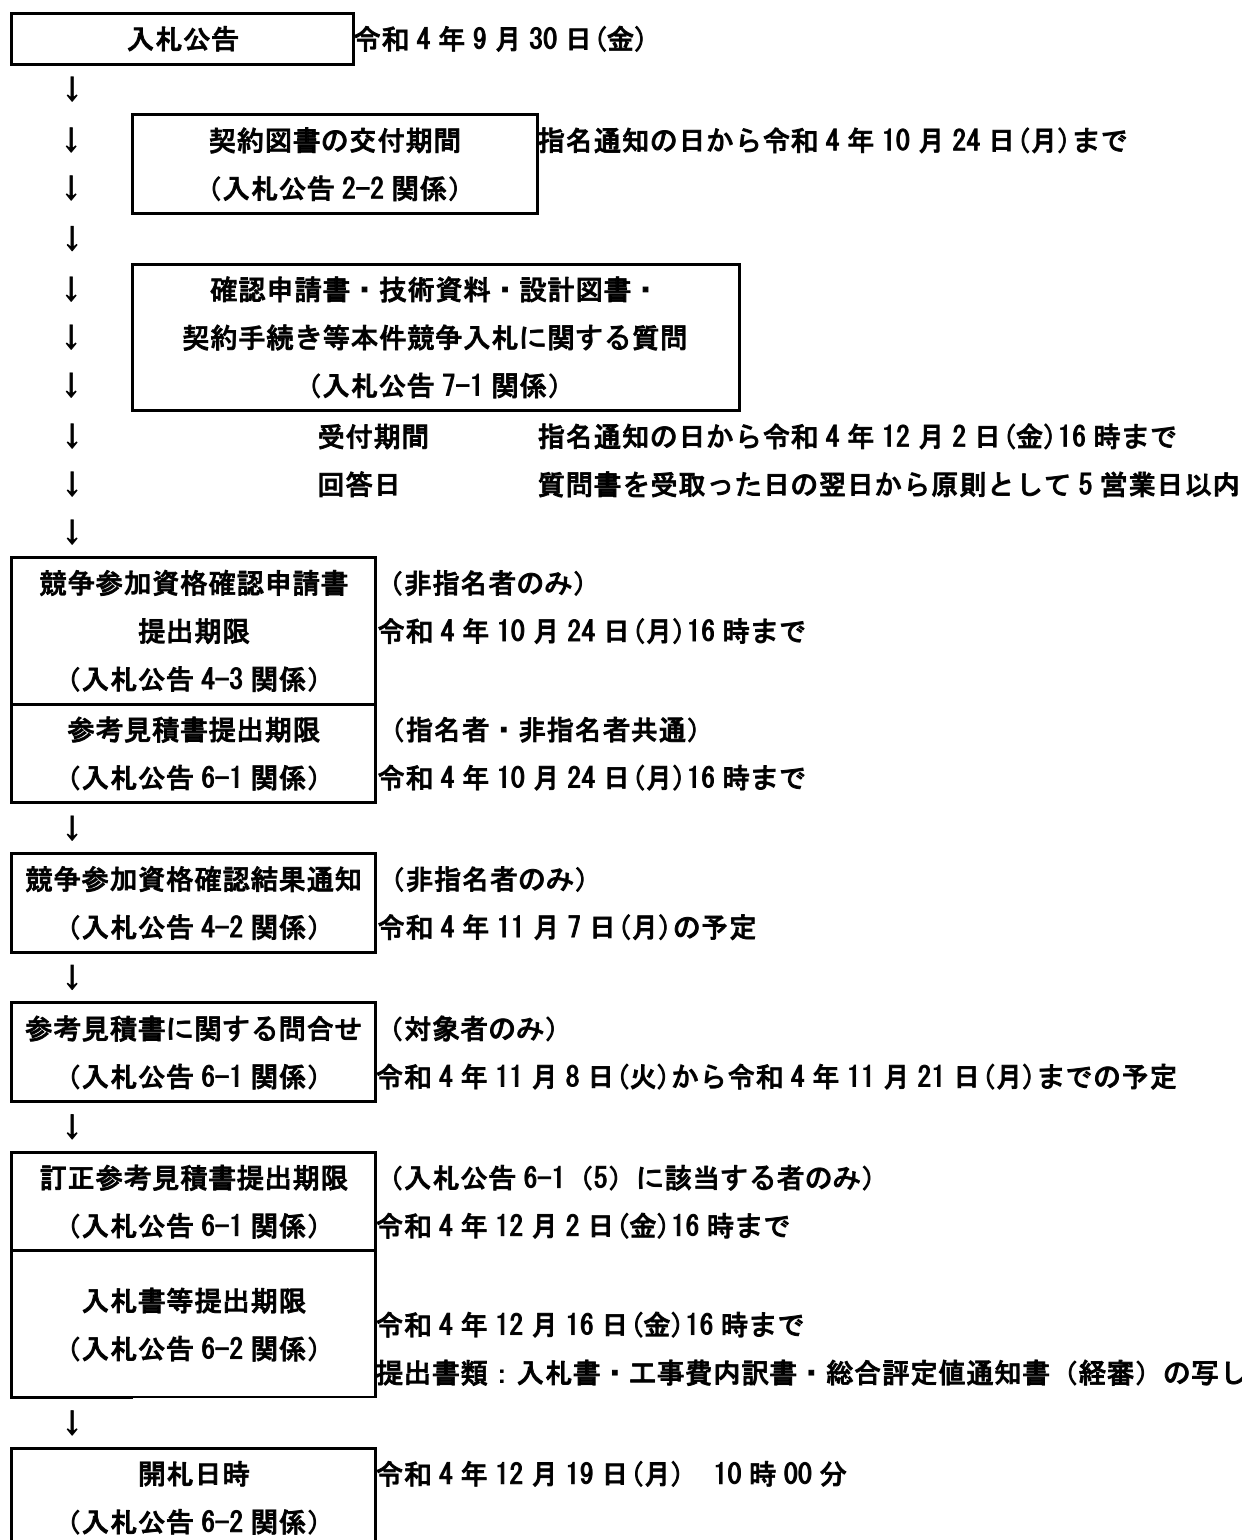 入札公告 令和4年9月30日(金)
↓
↓ 契約図書の交付期間 指名通知の日から令和4年10月24日(月)まで
↓ （入札公告2-2関係）
↓
↓ 確認申請書・技術資料・設計図書・
↓ 契約手続き等本件競争入札に関する質問
↓ （入札公告7-1関係）
↓ 受付期間 指名通知の日から令和4年12月2日(金)16時まで
↓ 回答日 質問書を受取った日の翌日から原則として5営業日以内
↓
競争参加資格確認申請書 （非指名者のみ）
提出期限 令和4年10月24日(月)16時まで
（入札公告4-3関係）
参考見積書提出期限 （指名者・非指名者共通）
（入札公告6-1関係） 令和4年10月24日(月)16時まで
↓
競争参加資格確認結果通知 （非指名者のみ）
（入札公告4-2関係） 令和4年11月7日(月)の予定
↓
参考見積書に関する問合せ （対象者のみ）
（入札公告6-1関係） 令和4年11月8日(火)から令和4年11月21日(月)までの予定
↓
訂正参考見積書提出期限 （入札公告6-1（5）に該当する者のみ）
（入札公告6-1関係） 令和4年12月2日(金)16時まで
入札書等提出期限
令和4年12月16日(金)16時まで
（入札公告6-2関係）
提出書類：入札書・工事費内訳書・総合評定値通知書（経審）の写し
↓
開札日時 令和4年12月19日(月) 10時00分
（入札公告6-2関係）